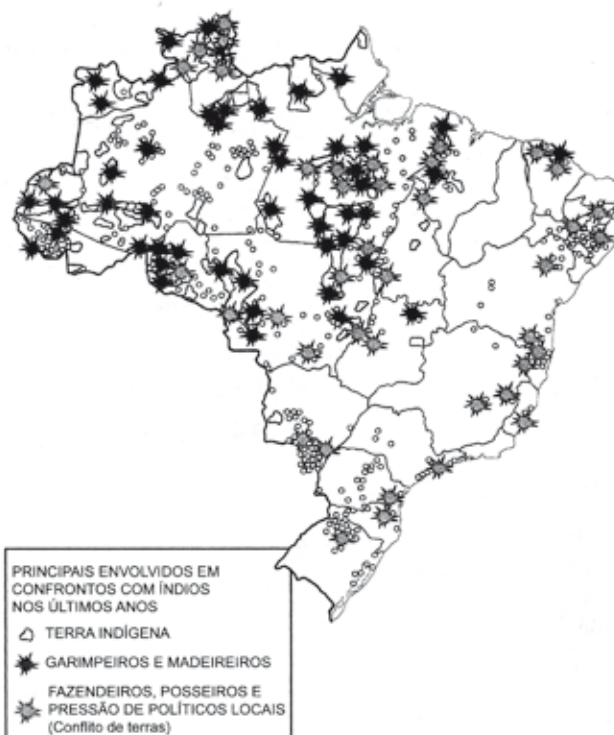 PRINCIPAIS ENVOLVIDOS EM
CONFRONTOS COM ÍNDIOS
NOS ÚLTIMOS ANOS
TERRA INDÍGENA
GARIMPEIROS E MADEIREIROS
FAZENDEIROS, POSSEIROS E
PRESSÃO DE POLÍTICOS LOCAIS
(Conflito de terras)